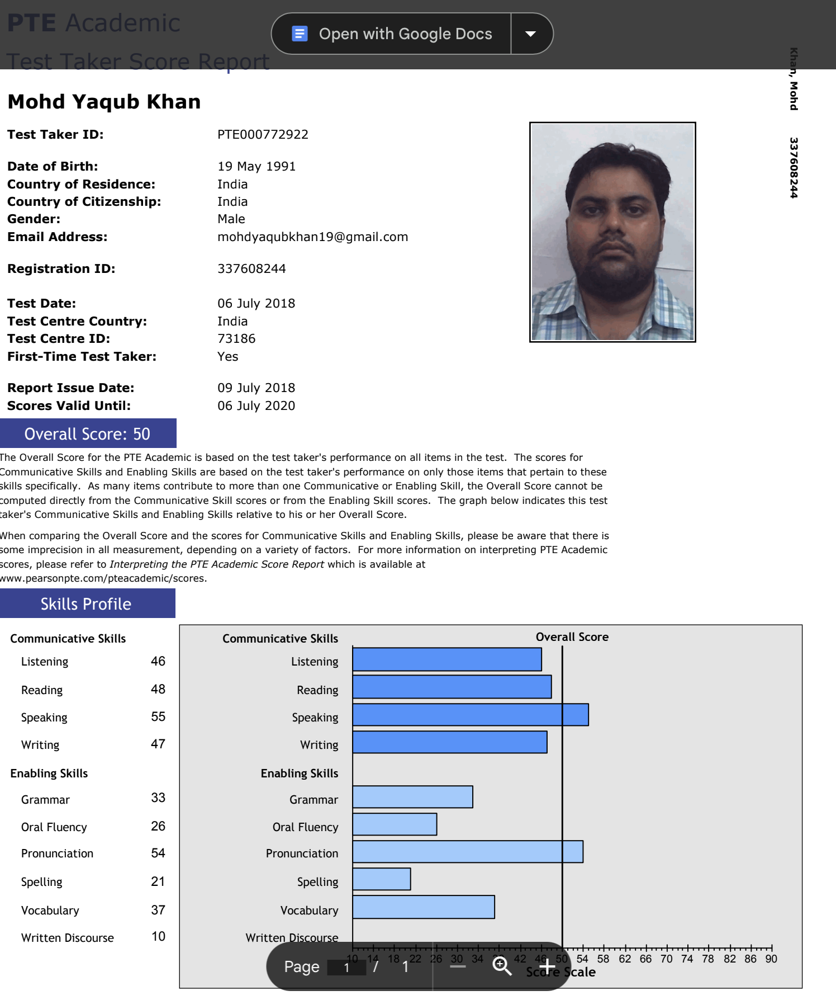 PTE Academic
Open with Google Docs
Test Taker Score Report
Khan, Mohd 337608244
Mohd Yaqub Khan
Test Taker ID: PTE000772922
Date of Birth: 19 May 1991
Country of Residence: India
Country of Citizenship: India
Gender: Male
Email Address: mohdyaqubkhan19@gmail.com
Registration ID: 337608244
Test Date: 06 July 2018
Test Centre Country: India
Test Centre ID: 73186
First-Time Test Taker: Yes
Report Issue Date: 09 July 2018
Scores Valid Until: 06 July 2020
Overall Score: 50
The Overall Score for the PTE Academic is based on the test taker's performance on all items in the test. The scores for
Communicative Skills and Enabling Skills are based on the test taker's performance on only those items that pertain to these
skills specifically. As many items contribute to more than one Communicative or Enabling Skill, the Overall Score cannot be
computed directly from the Communicative Skill scores or from the Enabling Skill scores. The graph below indicates this test
taker's Communicative Skills and Enabling Skills relative to his or her Overall Score.
When comparing the Overall Score and the scores for Communicative Skills and Enabling Skills, please be aware that there is
some imprecision in all measurement, depending on a variety of factors. For more information on interpreting PTE Academic
scores, please refer to Interpreting the PTE Academic Score Report which is available at
www.pearsonpte.com/pteacademic/scores.
Skills Profile
Communicative Skills
Listening 46
Reading 48
Speaking 55
Writing 47
Enabling Skills
Grammar 33
Oral Fluency 26
Pronunciation 54
Spelling 21
Vocabulary 37
Written Discourse 10
Communicative Skills Overall Score
Listening
Reading
Speaking
Writing
Enabling Skills
Grammar
Oral Fluency
Pronunciation
Spelling
Vocabulary
Written Discourse
10 14 18 22 26 30 34 38 42 46 50 54 58 62 66 70 74 78 82 86 90
Score Scale
Page 1 / 1